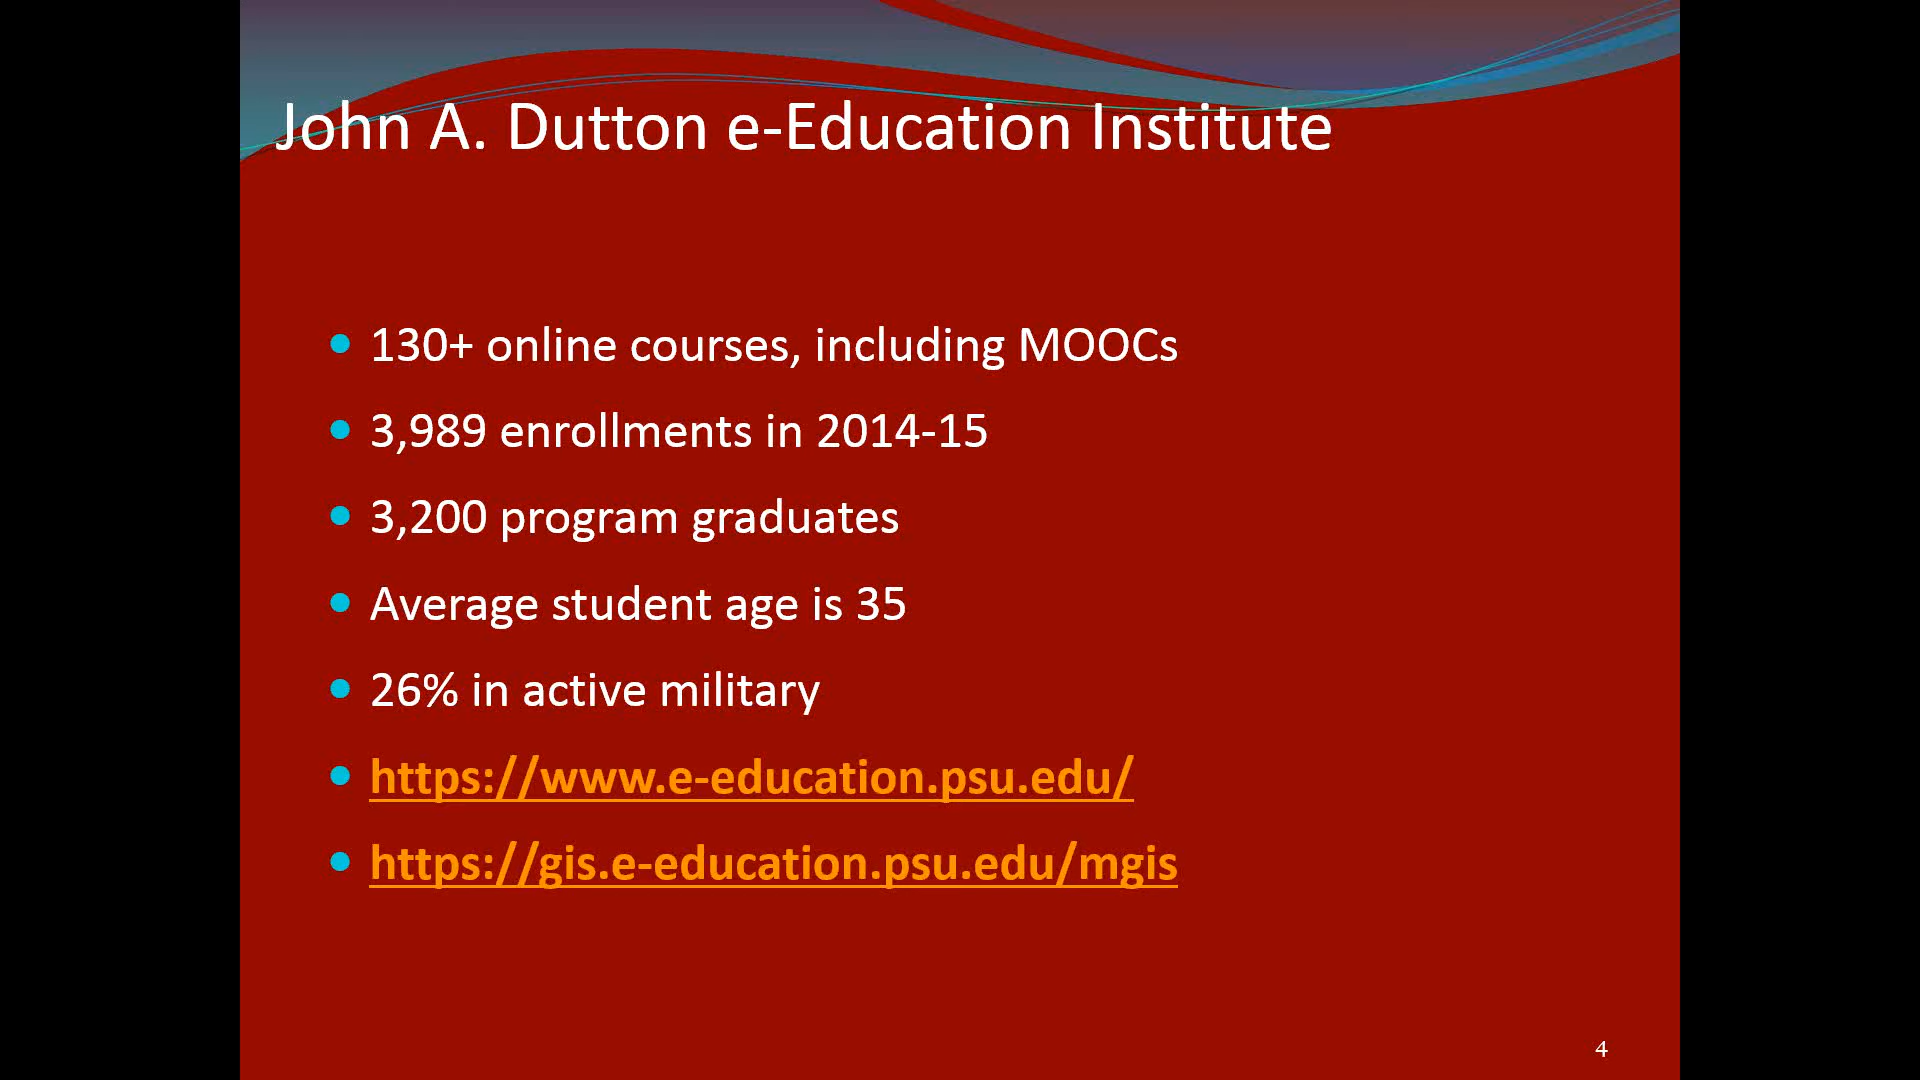 John A. Dutton e-Education Institute
130+ online courses, including MOOCs
3,989 enrollments in 2014-15
3,200 program graduates
Average student age is 35
26% in active military
https://www.e-education.psu.edu/
https://gis.e-education.psu.edu/mgis
4